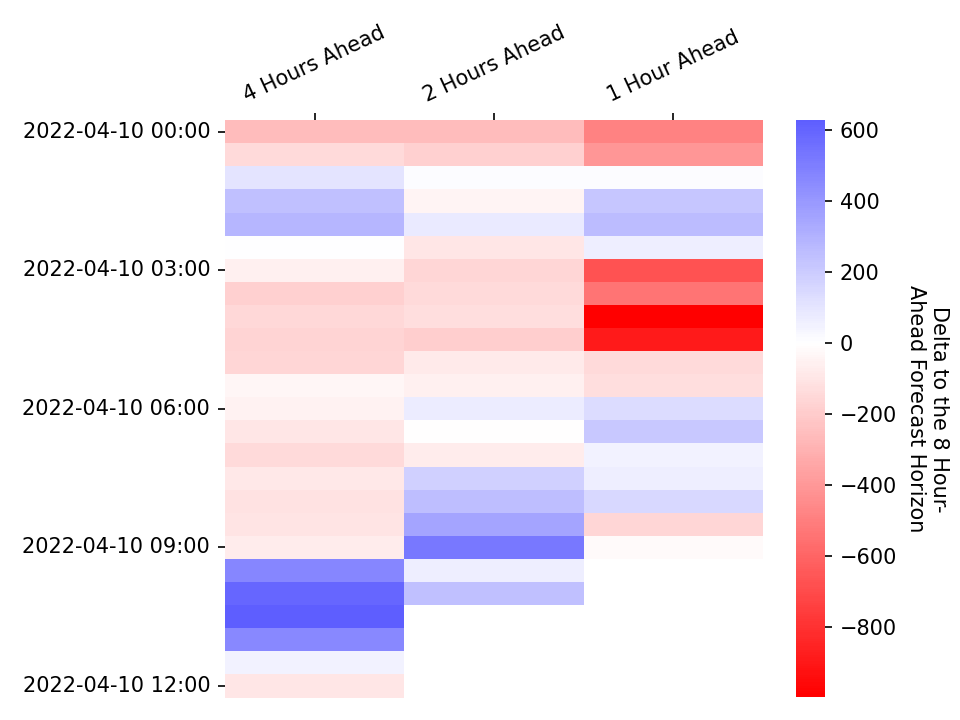 4 Hours Ahead
2 Hours Ahead
1 Hour Ahead
2022-04-10 00:00
2022-04-10 03:00
2022-04-10 06:00
2022-04-10 09:00
2022-04-10 12:00
600
400
200
0
−200
−400
−600
−800
Delta to the 8 Hour-
Ahead Forecast Horizon